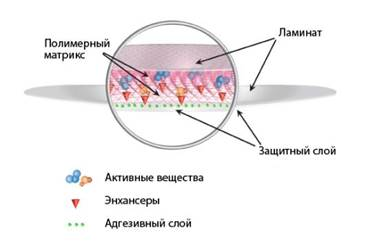 Полимерный
матрикс
Ламинат
Защитный слой
Активные вещества
Энхансеры
Адгезивный слой